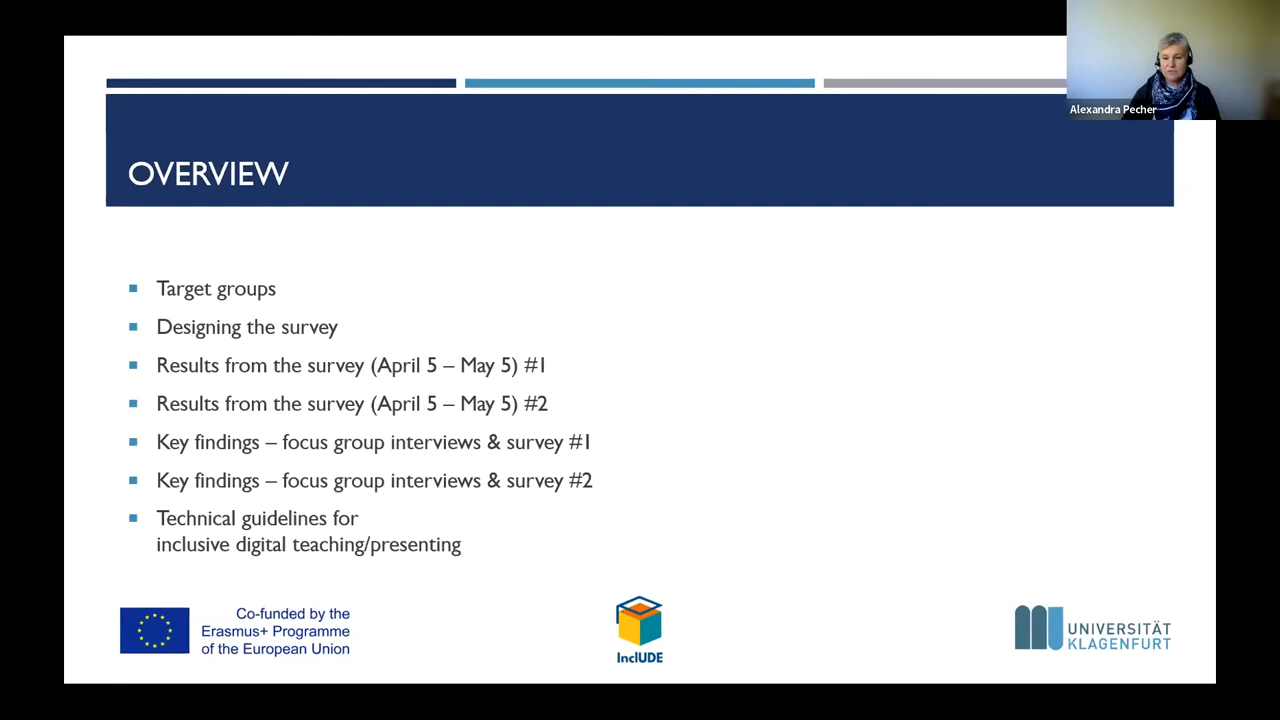 Alexandra Pecher
OVERVIEW
Target groups
Designing the survey
Results from the survey (April 5 – May 5) #1
Results from the survey (April 5 – May 5) #2
Key findings – focus group interviews & survey #1
Key findings – focus group interviews & survey #2
Technical guidelines for
inclusive digital teaching/presenting
Co-funded by the
Erasmus+ Programme
of the European Union
InclUDE
UNIVERSITÄT
KLAGENFURT